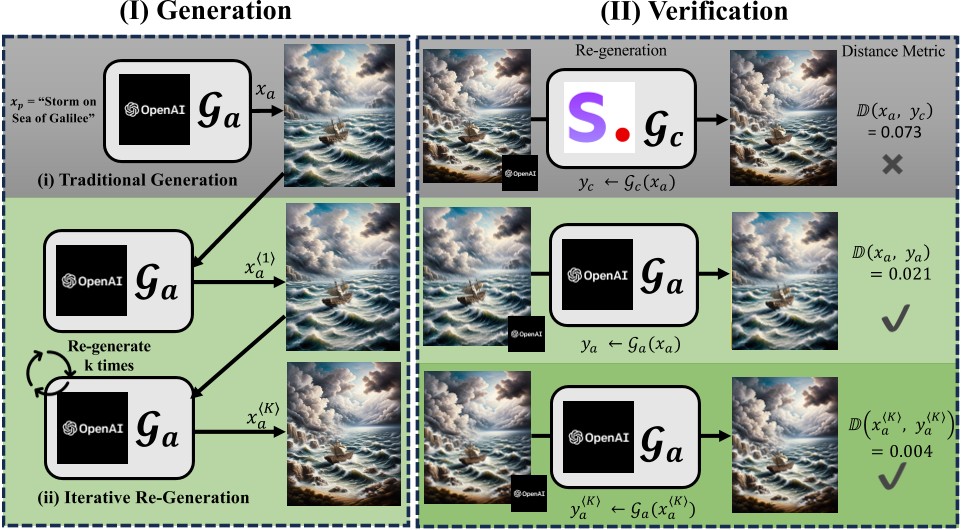 (I) Generation
x_p = “Storm on
Sea of Galilee”
OpenAI
𝒢_a
x_a
(i) Traditional Generation
OpenAI
𝒢_a
x_a^⟨1⟩
Re-generate
k times
OpenAI
𝒢_a
x_a^⟨K⟩
(ii) Iterative Re-Generation
(II) Verification
Re-generation
Distance Metric
OpenAI
S.
𝒢_c
y_c ← 𝒢_c(x_a)
𝔻(x_a, y_c)
= 0.073
OpenAI
OpenAI
𝒢_a
y_a ← 𝒢_a(x_a)
𝔻(x_a, y_a)
= 0.021
OpenAI
OpenAI
𝒢_a
y_a^⟨K⟩ ← 𝒢_a(x_a^⟨K⟩)
𝔻(x_a^⟨K⟩, y_a^⟨K⟩)
= 0.004